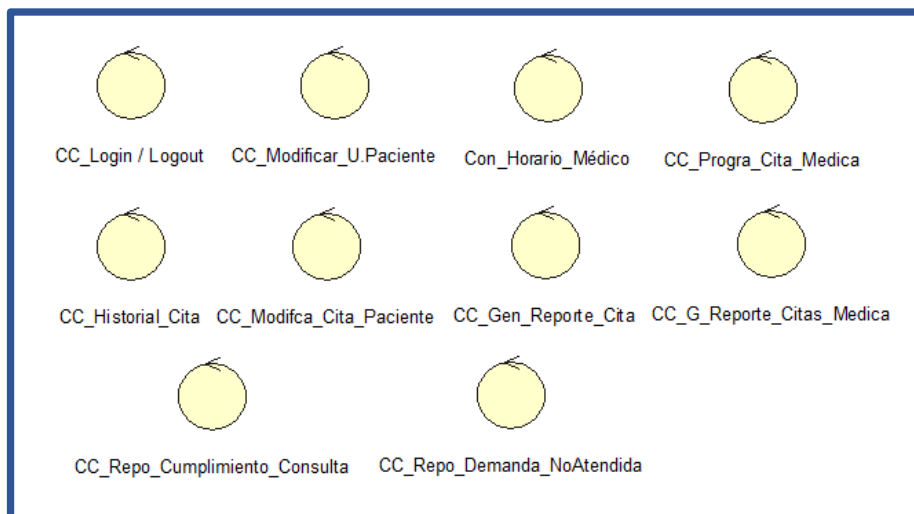 CC_Login / Logout
CC_Modificar_U.Paciente
Con_Horario_Médico
CC_Progra_Cita_Medica
CC_Historial_Cita
CC_Modifca_Cita_Paciente
CC_Gen_Reporte_Cita
CC_G_Reporte_Citas_Medica
CC_Repo_Cumplimiento_Consulta
CC_Repo_Demanda_NoAtendida